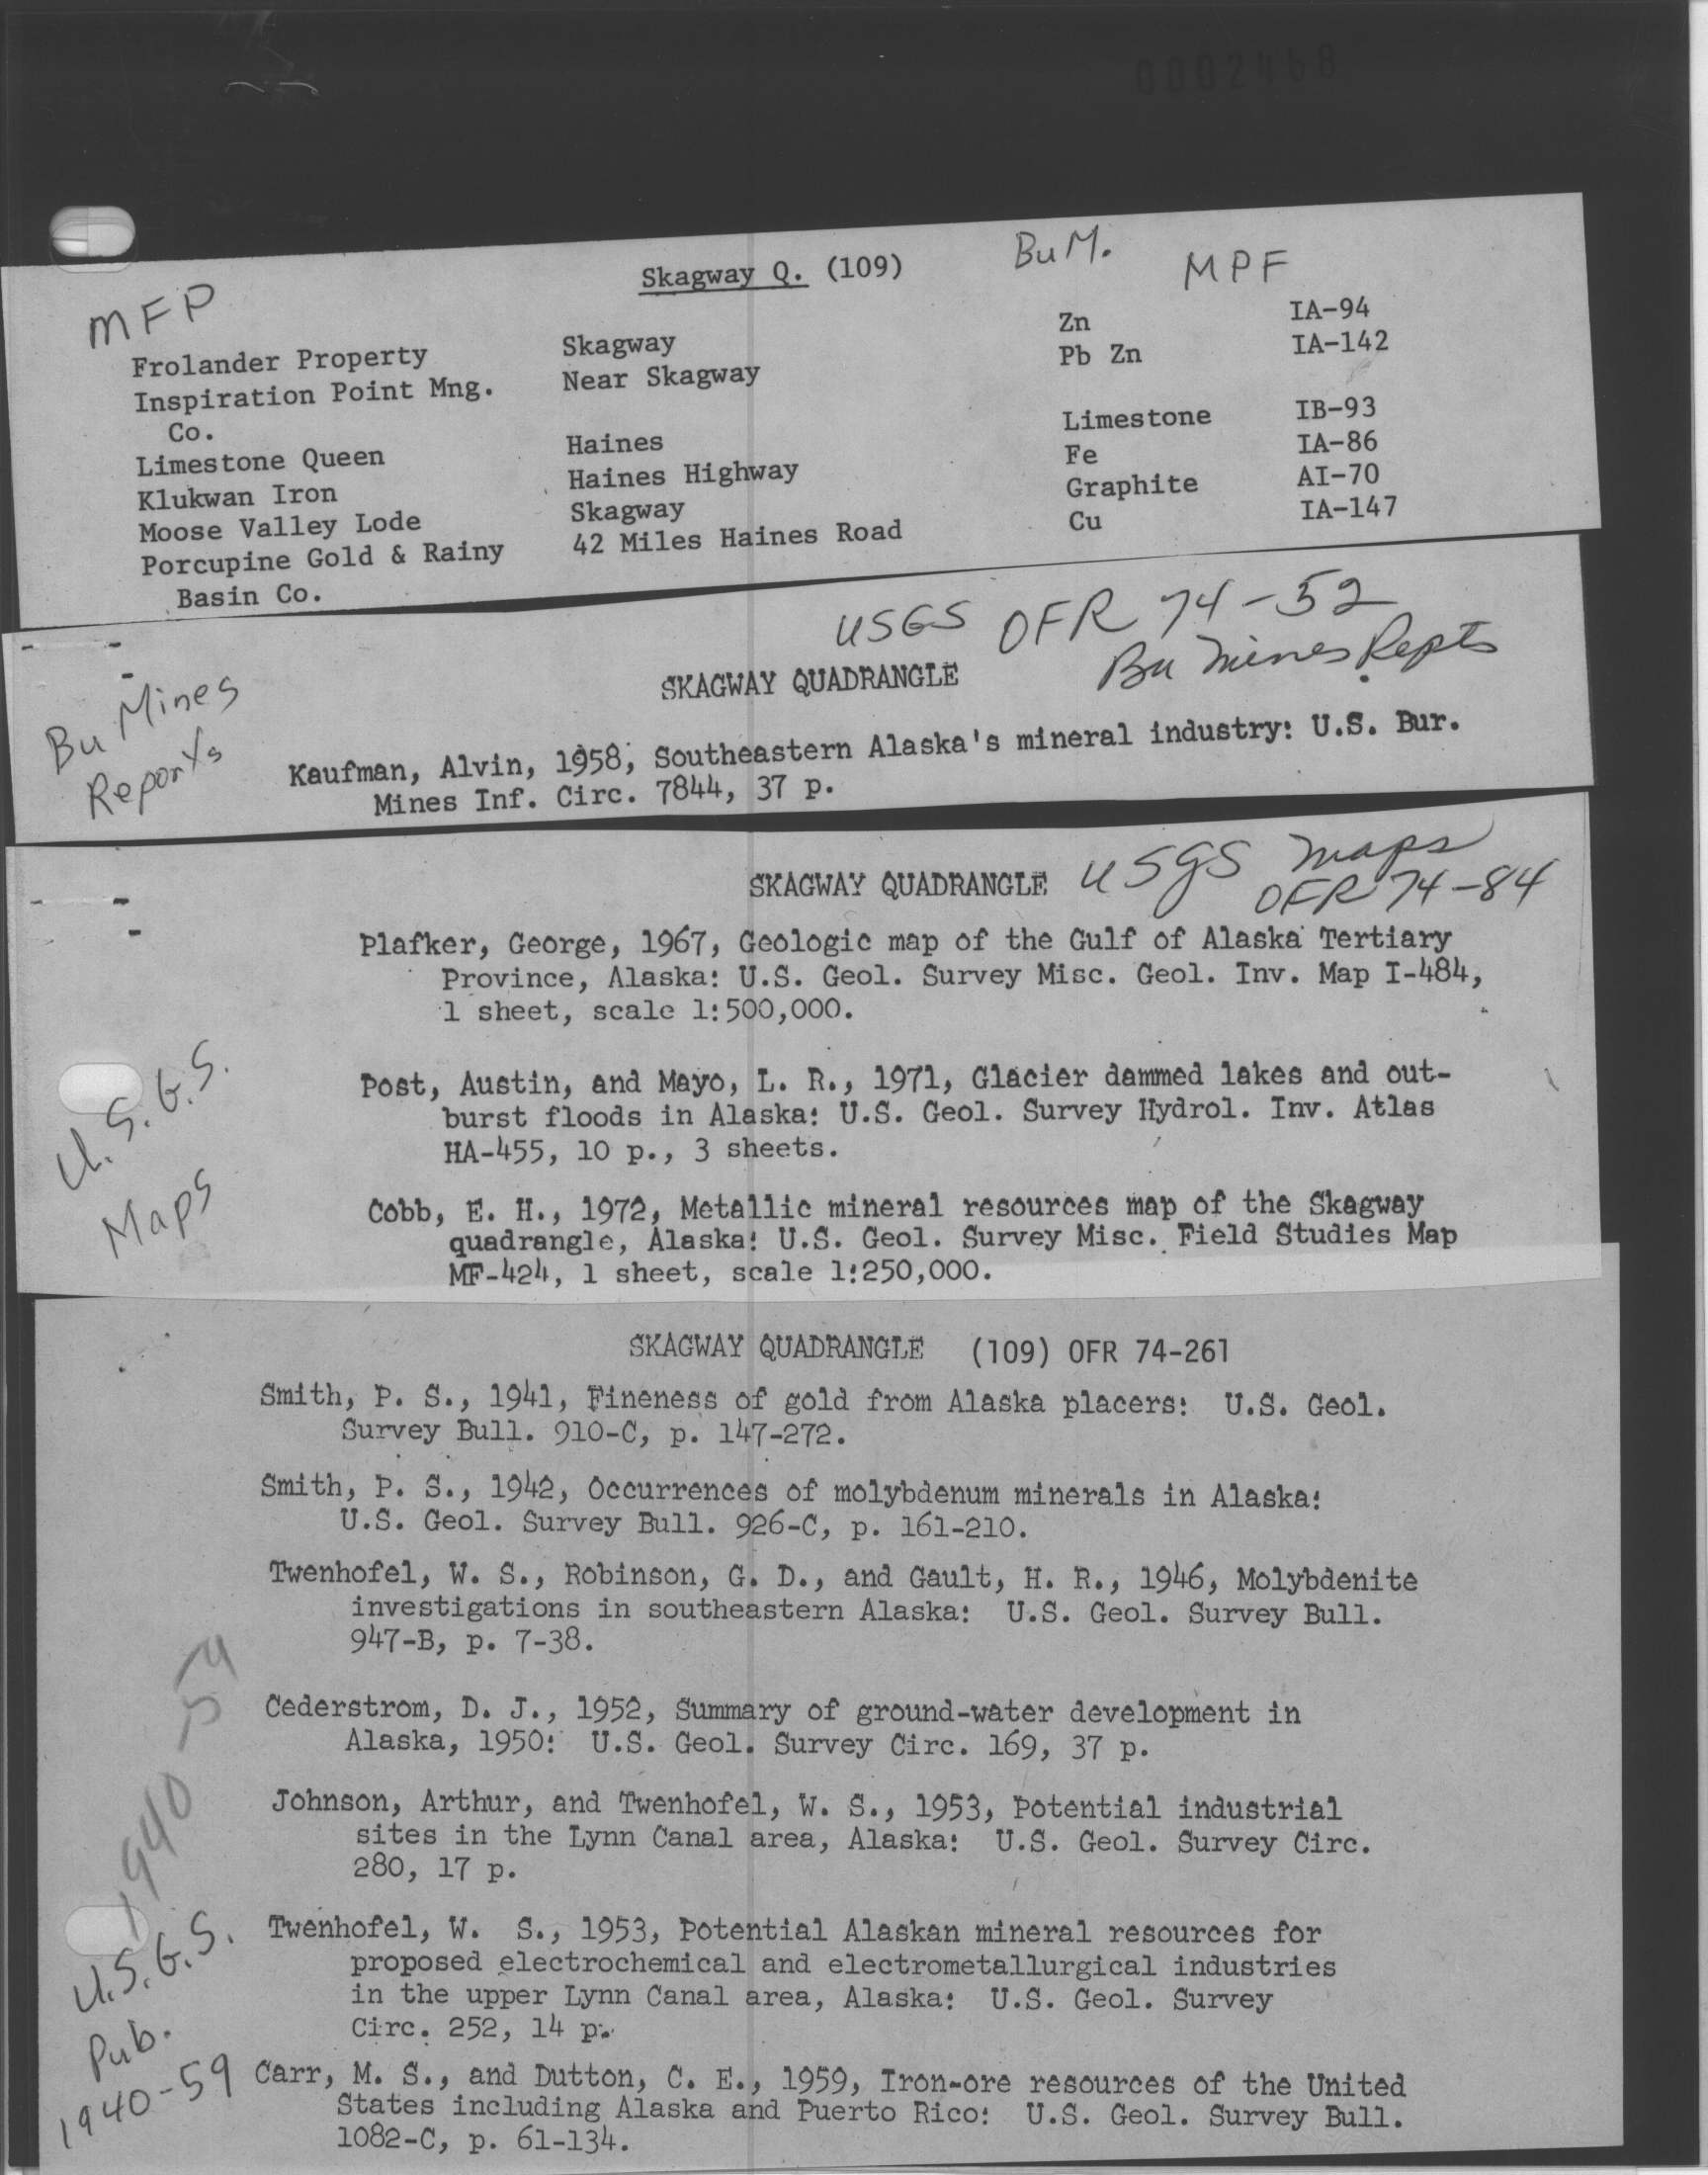 0002468
Skagway Q. (109) BuM. MPF
MFP
Frolander Property Skagway Zn IA-94
Inspiration Point Mng. Near Skagway Pb Zn IA-142
Co.
Limestone Queen Haines Limestone IB-93
Klukwan Iron Haines Highway Fe IA-86
Moose Valley Lode Skagway Graphite AI-70
Porcupine Gold & Rainy 42 Miles Haines Road Cu IA-147
Basin Co.
USGS OFR 74-52
Bu Mines Repts
SKAGWAY QUADRANGLE
Bu Mines
Reports
Kaufman, Alvin, 1958, Southeastern Alaska's mineral industry: U.S. Bur.
Mines Inf. Circ. 7844, 37 p.
SKAGWAY QUADRANGLE USGS Maps
OFR 74-84
Plafker, George, 1967, Geologic map of the Gulf of Alaska Tertiary
Province, Alaska: U.S. Geol. Survey Misc. Geol. Inv. Map I-484,
1 sheet, scale 1:500,000.
U.S.G.S.
Maps
Post, Austin, and Mayo, L. R., 1971, Glacier dammed lakes and out-
burst floods in Alaska: U.S. Geol. Survey Hydrol. Inv. Atlas
HA-455, 10 p., 3 sheets.
Cobb, E. H., 1972, Metallic mineral resources map of the Skagway
quadrangle, Alaska: U.S. Geol. Survey Misc. Field Studies Map
MF-424, 1 sheet, scale 1:250,000.
SKAGWAY QUADRANGLE (109) OFR 74-261
Smith, P. S., 1941, Fineness of gold from Alaska placers: U.S. Geol.
Survey Bull. 910-C, p. 147-272.
Smith, P. S., 1942, Occurrences of molybdenum minerals in Alaska:
U.S. Geol. Survey Bull. 926-C, p. 161-210.
Twenhofel, W. S., Robinson, G. D., and Gault, H. R., 1946, Molybdenite
investigations in southeastern Alaska: U.S. Geol. Survey Bull.
947-B, p. 7-38.
Cederstrom, D. J., 1952, Summary of ground-water development in
Alaska, 1950: U.S. Geol. Survey Circ. 169, 37 p.
1940-59
Johnson, Arthur, and Twenhofel, W. S., 1953, Potential industrial
sites in the Lynn Canal area, Alaska: U.S. Geol. Survey Circ.
280, 17 p.
Twenhofel, W. S., 1953, Potential Alaskan mineral resources for
proposed electrochemical and electrometallurgical industries
in the upper Lynn Canal area, Alaska: U.S. Geol. Survey
Circ. 252, 14 p.
U.S.G.S.
Pub.
1940-59
Carr, M. S., and Dutton, C. E., 1959, Iron-ore resources of the United
States including Alaska and Puerto Rico: U.S. Geol. Survey Bull.
1082-C, p. 61-134.